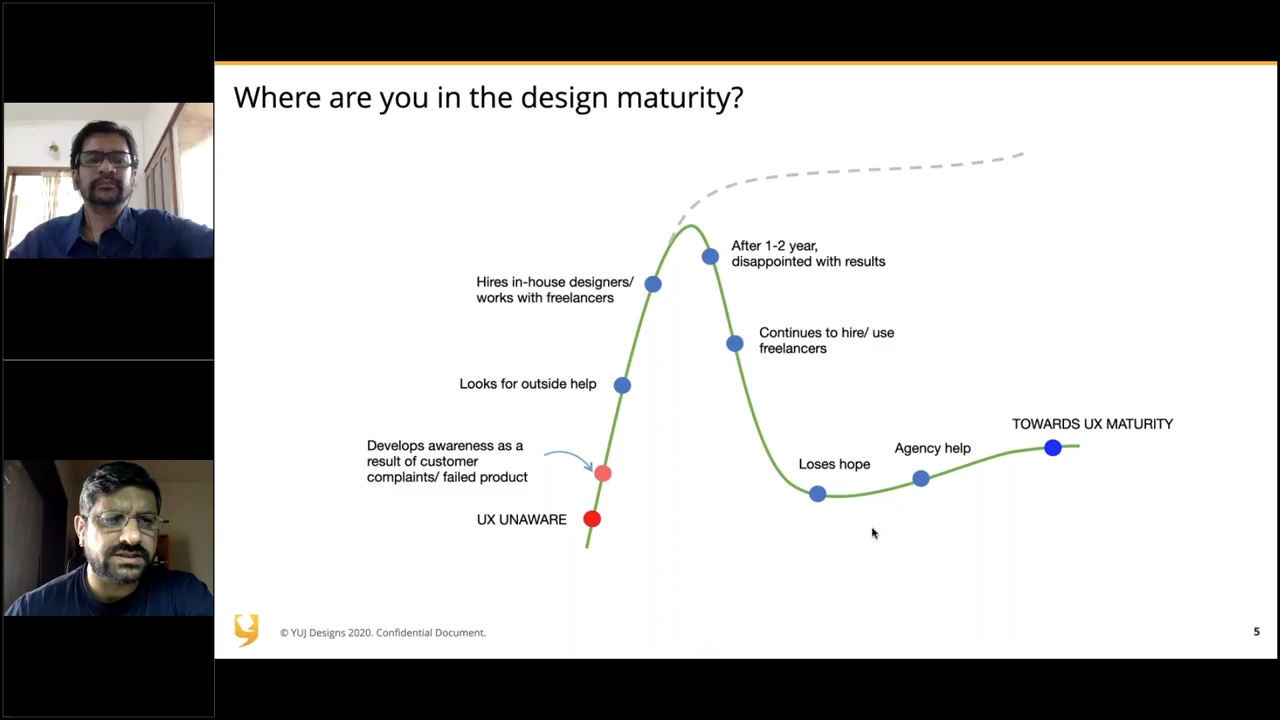 Where are you in the design maturity?
After 1-2 year,
disappointed with results
Hires in-house designers/
works with freelancers
Continues to hire/ use
freelancers
Looks for outside help
TOWARDS UX MATURITY
Develops awareness as a
result of customer
complaints/ failed product
Agency help
Loses hope
UX UNAWARE
© YUJ Designs 2020. Confidential Document.
5